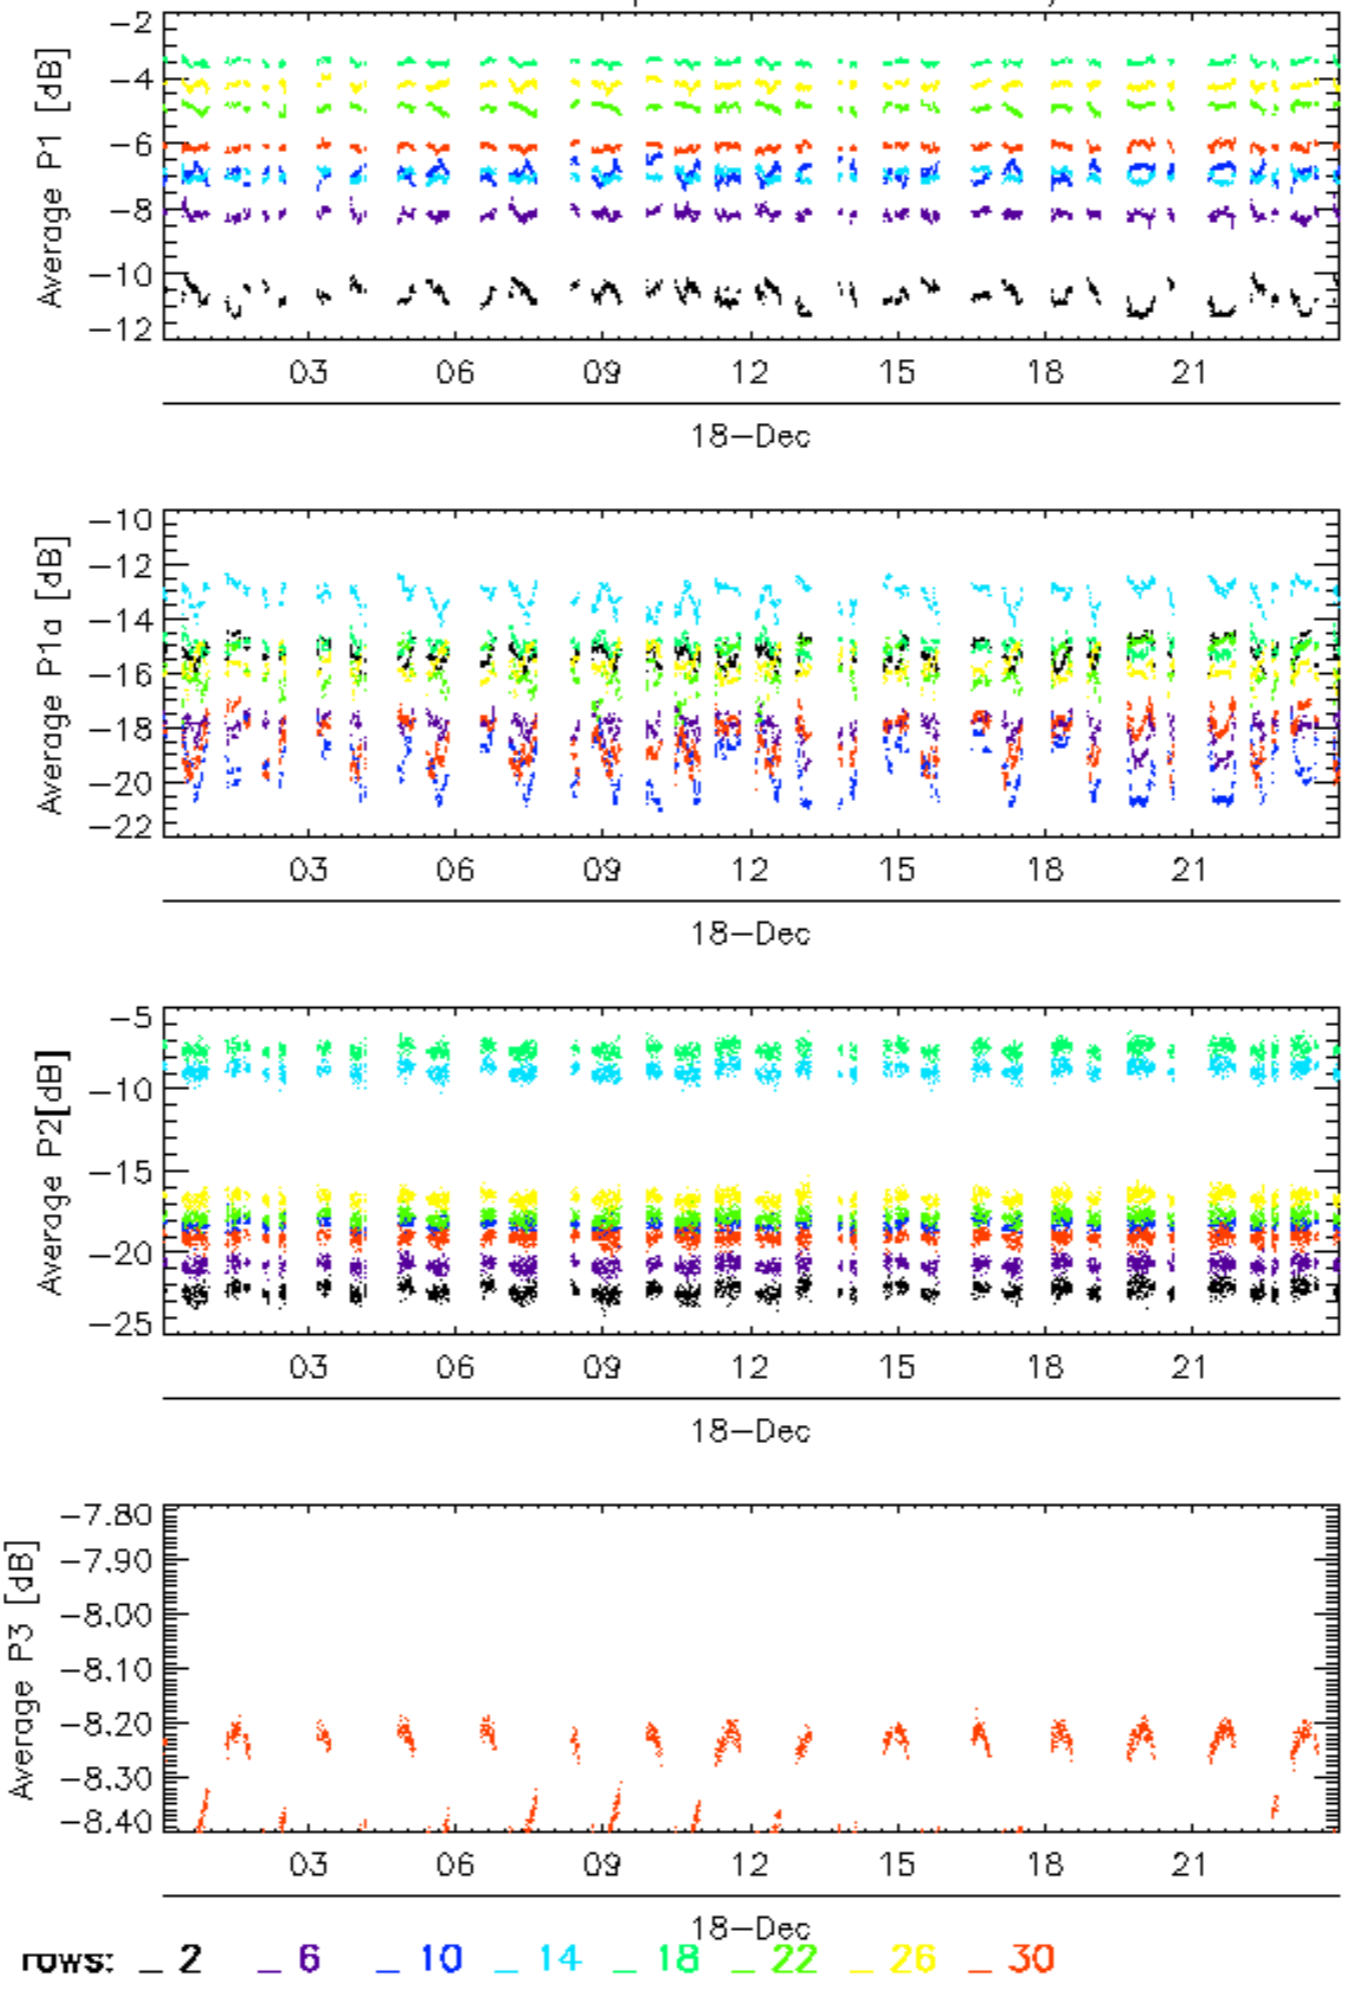 Average P1 [dB]
-2
-4
-6
-8
-10
-12
03 06 09 12 15 18 21
18-Dec
Average P1a [dB]
-10
-12
-14
-16
-18
-20
-22
03 06 09 12 15 18 21
18-Dec
Average P2[dB]
-5
-10
-15
-20
-25
03 06 09 12 15 18 21
18-Dec
Average P3 [dB]
-7.80
-7.90
-8.00
-8.10
-8.20
-8.30
-8.40
03 06 09 12 15 18 21
18-Dec
rows: _ 2 _ 6 _ 10 _ 14 _ 18 _ 22 _ 26 _ 30